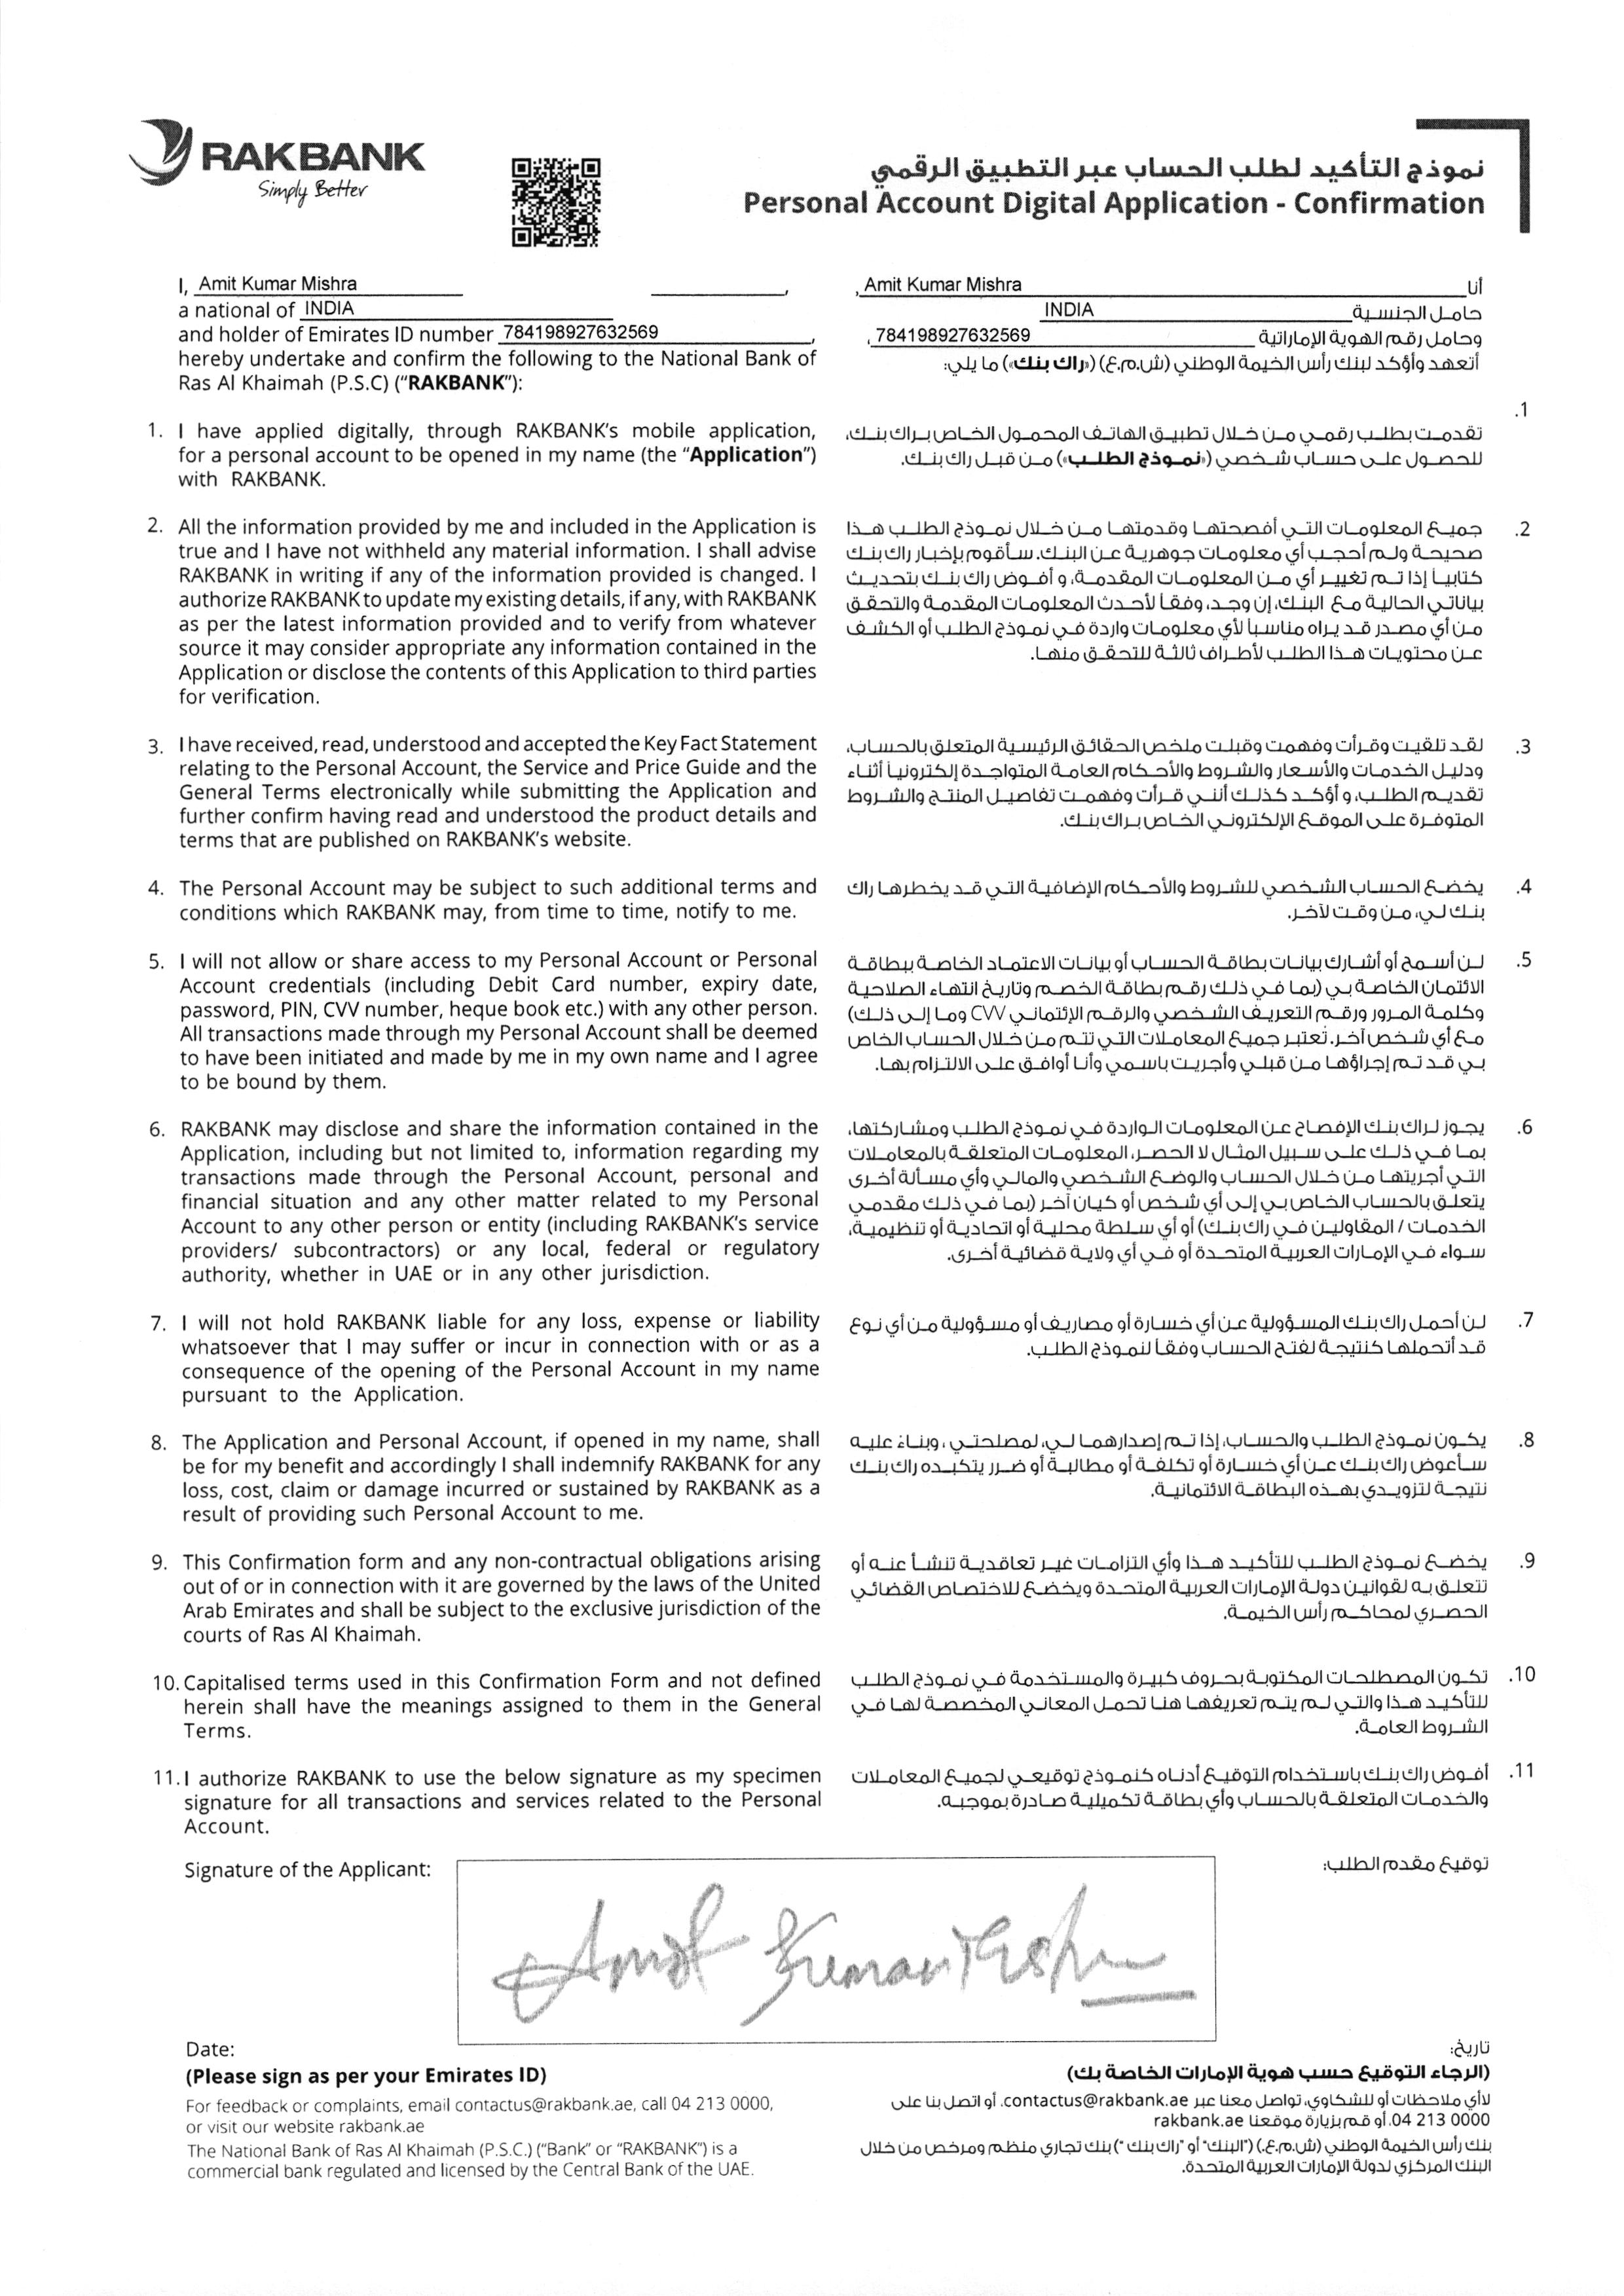 RAKBANK
Simply Better
نموذج التأكيد لطلب الحساب عبر التطبيق الرقمي
Personal Account Digital Application - Confirmation
I, Amit Kumar Mishra ,
a national of INDIA
and holder of Emirates ID number 784198927632569 ,
hereby undertake and confirm the following to the National Bank of
Ras Al Khaimah (P.S.C) (“RAKBANK”):
أنا Amit Kumar Mishra ,
حامل الجنسية INDIA
وحامل رقم الهوية الإماراتية 784198927632569 ,
أتعهد وأؤكد لبنك رأس الخيمة الوطني (ش.م.ع) («راك بنك») ما يلي:
1. I have applied digitally, through RAKBANK’s mobile application,
for a personal account to be opened in my name (the “Application”)
with RAKBANK.
.1
تقدمت بطلب رقمي من خلال تطبيق الهاتف المحمول الخاص براك بنك،
للحصول على حساب شخصي («نموذج الطلب») من قبل راك بنك.
2. All the information provided by me and included in the Application is
true and I have not withheld any material information. I shall advise
RAKBANK in writing if any of the information provided is changed. I
authorize RAKBANK to update my existing details, if any, with RAKBANK
as per the latest information provided and to verify from whatever
source it may consider appropriate any information contained in the
Application or disclose the contents of this Application to third parties
for verification.
.2 جميع المعلومات التي أفصحتها وقدمتها من خلال نموذج الطلب هذا
صحيحة ولم أحجب أي معلومات جوهرية عن البنك. سأقوم بإخبار راك بنك
كتابياً إذا تم تغيير أي من المعلومات المقدمة، و أفوض راك بنك بتحديث
بياناتي الحالية مع البنك، إن وجد، وفقاً لأحدث المعلومات المقدمة والتحقق
من أي مصدر قد يراه مناسباً لأي معلومات واردة في نموذج الطلب أو الكشف
عن محتويات هذا الطلب لأطراف ثالثة للتحقق منها.
3. I have received, read, understood and accepted the Key Fact Statement
relating to the Personal Account, the Service and Price Guide and the
General Terms electronically while submitting the Application and
further confirm having read and understood the product details and
terms that are published on RAKBANK’s website.
.3 لقد تلقيت وقرأت وفهمت وقبلت ملخص الحقائق الرئيسية المتعلق بالحساب،
ودليل الخدمات والأسعار والشروط والأحكام العامة المتواجدة إلكترونياً أثناء
تقديم الطلب، و أؤكد كذلك أنني قرأت وفهمت تفاصيل المنتج والشروط
المتوفرة على الموقع الإلكتروني الخاص براك بنك.
4. The Personal Account may be subject to such additional terms and
conditions which RAKBANK may, from time to time, notify to me.
.4 يخضع الحساب الشخصي للشروط والأحكام الإضافية التي قد يخطرها راك
بنك لي، من وقت لآخر.
5. I will not allow or share access to my Personal Account or Personal
Account credentials (including Debit Card number, expiry date,
password, PIN, CVV number, heque book etc.) with any other person.
All transactions made through my Personal Account shall be deemed
to have been initiated and made by me in my own name and I agree
to be bound by them.
.5 لن أسمح أو أشارك بيانات بطاقة الحساب أو بيانات الاعتماد الخاصة ببطاقة
الائتمان الخاصة بي (بما في ذلك رقم بطاقة الخصم وتاريخ انتهاء الصلاحية
وكلمة المرور ورقم التعريف الشخصي والرقم الإئتماني CVV وما إلى ذلك)
مع أي شخص آخر. تُعتبر جميع المعاملات التي تتم من خلال الحساب الخاص
بي قد تم إجراؤها من قبلي وأجريت باسمي وأنا أوافق على الالتزام بها.
6. RAKBANK may disclose and share the information contained in the
Application, including but not limited to, information regarding my
transactions made through the Personal Account, personal and
financial situation and any other matter related to my Personal
Account to any other person or entity (including RAKBANK’s service
providers/ subcontractors) or any local, federal or regulatory
authority, whether in UAE or in any other jurisdiction.
.6 يجوز لراك بنك الإفصاح عن المعلومات الواردة في نموذج الطلب ومشاركتها،
بما في ذلك على سبيل المثال لا الحصر، المعلومات المتعلقة بالمعاملات
التي أجريتها من خلال الحساب والوضع الشخصي والمالي وأي مسألة أخرى
يتعلق بالحساب الخاص بي إلى أي شخص أو كيان آخر (بما في ذلك مقدمي
الخدمات / المقاولين في راك بنك) أو أي سلطة محلية أو اتحادية أو تنظيمية،
سواء في الإمارات العربية المتحدة أو في أي ولاية قضائية أخرى.
7. I will not hold RAKBANK liable for any loss, expense or liability
whatsoever that I may suffer or incur in connection with or as a
consequence of the opening of the Personal Account in my name
pursuant to the Application.
.7 لن أحمل راك بنك المسؤولية عن أي خسارة أو مصاريف أو مسؤولية من أي نوع
قد أتحملها كنتيجة لفتح الحساب وفقاً لنموذج الطلب.
8. The Application and Personal Account, if opened in my name, shall
be for my benefit and accordingly I shall indemnify RAKBANK for any
loss, cost, claim or damage incurred or sustained by RAKBANK as a
result of providing such Personal Account to me.
.8 يكون نموذج الطلب والحساب، إذا تم إصدارهما لي، لمصلحتي، وبناءً عليه
سأعوض راك بنك عن أي خسارة أو تكلفة أو مطالبة أو ضرر يتكبده راك بنك
نتيجة لتزويدي بهذه البطاقة الائتمانية.
9. This Confirmation form and any non-contractual obligations arising
out of or in connection with it are governed by the laws of the United
Arab Emirates and shall be subject to the exclusive jurisdiction of the
courts of Ras Al Khaimah.
.9 يخضع نموذج الطلب للتأكيد هذا وأي التزامات غير تعاقدية تنشأ عنه أو
تتعلق به لقوانين دولة الإمارات العربية المتحدة ويخضع للاختصاص القضائي
الحصري لمحاكم رأس الخيمة.
10. Capitalised terms used in this Confirmation Form and not defined
herein shall have the meanings assigned to them in the General
Terms.
.10 تكون المصطلحات المكتوبة بحروف كبيرة والمستخدمة في نموذج الطلب
للتأكيد هذا والتي لم يتم تعريفها هنا تحمل المعاني المخصصة لها في
الشروط العامة.
11. I authorize RAKBANK to use the below signature as my specimen
signature for all transactions and services related to the Personal
Account.
.11 أفوض راك بنك باستخدام التوقيع أدناه كنموذج توقيعي لجميع المعاملات
والخدمات المتعلقة بالحساب وأي بطاقة تكميلية صادرة بموجبه.
Signature of the Applicant:
توقيع مقدم الطلب:
Amit Kumar Mishra
Date:
تاريخ:
(Please sign as per your Emirates ID)
(الرجاء التوقيع حسب هوية الإمارات الخاصة بك)
For feedback or complaints, email contactus@rakbank.ae, call 04 213 0000,
or visit our website rakbank.ae
The National Bank of Ras Al Khaimah (P.S.C.) (“Bank” or “RAKBANK”) is a
commercial bank regulated and licensed by the Central Bank of the UAE.
لأي ملاحظات أو للشكاوي، تواصل معنا عبر contactus@rakbank.ae، أو اتصل بنا على
04 213 0000، أو قم بزيارة موقعنا rakbank.ae
بنك رأس الخيمة الوطني (ش.م.ع.) ("البنك" أو "راك بنك") بنك تجاري منظم ومرخص من خلال
البنك المركزي لدولة الإمارات العربية المتحدة.